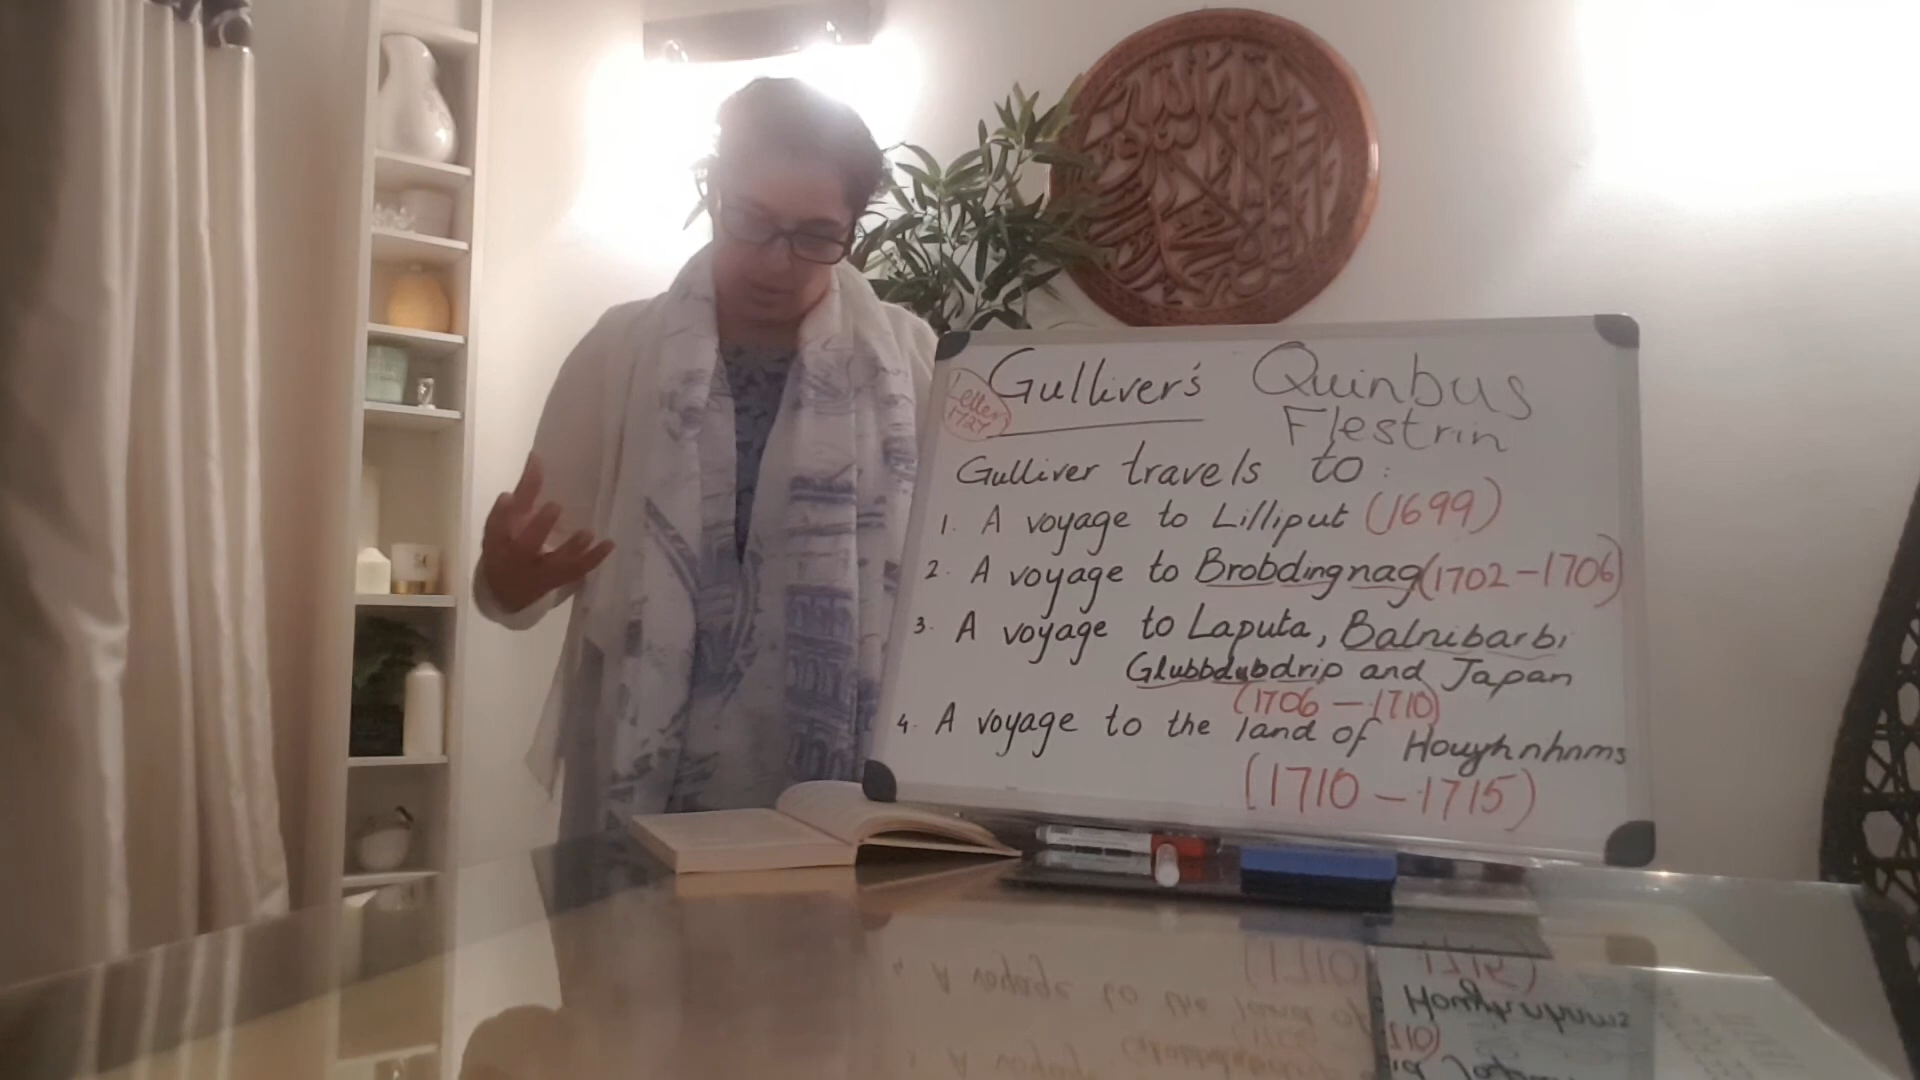 Letter
1727
Gulliver's
Quinbus
Flestrin
Gulliver travels to:
1. A voyage to Lilliput (1699)
2. A voyage to Brobdingnag (1702-1706)
3. A voyage to Laputa, Balnibarbi
Glubbdubdrip and Japan
(1706-1710)
4. A voyage to the land of Houyhnhnms
(1710-1715)